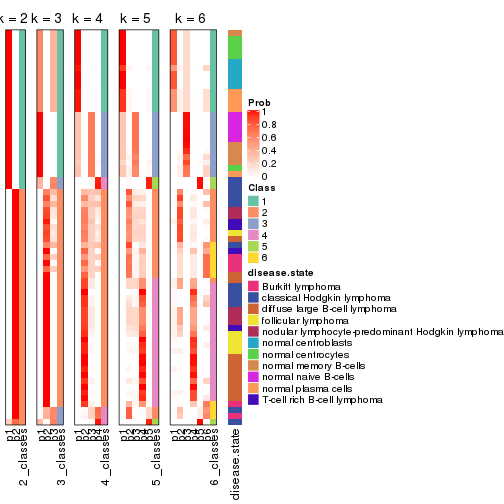 k = 2
k = 3
k = 4
k = 5
k = 6
Prob
1
0.8
0.6
0.4
0.2
0
Class
1
2
3
4
5
6
disease.state
Burkitt lymphoma
classical Hodgkin lymphoma
diffuse large B-cell lymphoma
follicular lymphoma
nodular lymphocyte-predominant Hodgkin lymphoma
normal centroblasts
normal centrocytes
normal memory B-cells
normal naive B-cells
normal plasma cells
T-cell rich B-cell lymphoma
p1
p2
2_classes
p1
p2
p3
3_classes
p1
p2
p3
p4
4_classes
p1
p2
p3
p4
p5
5_classes
p1
p2
p3
p4
p5
p6
6_classes
disease.state